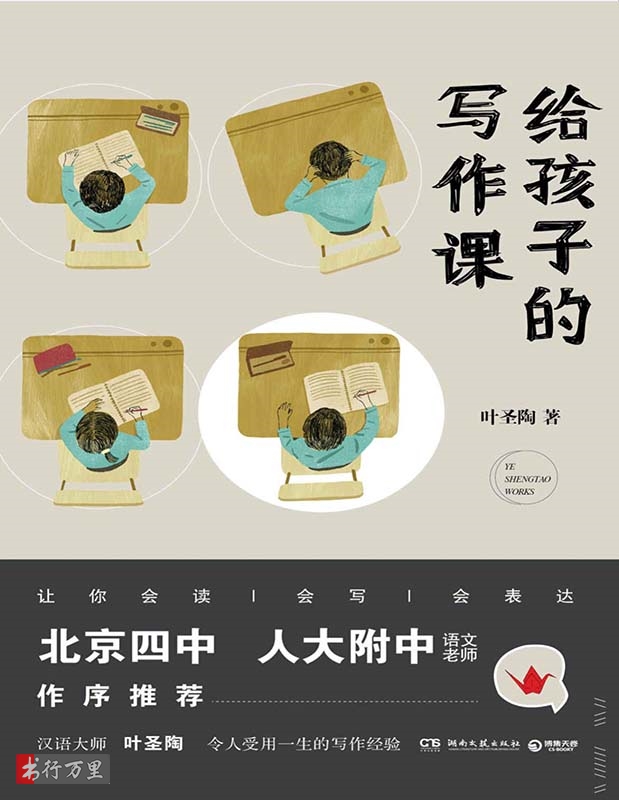 给孩子的
写作课
叶圣陶 著
YE
SHENGTAO
WORKS
让你会读|会写|会表达
北京四中 人大附中 语文老师
作序推荐
汉语大师 叶圣陶 令人受用一生的写作经验
湖南文艺出版社
博集天卷
CS-BOOKY
书行万里